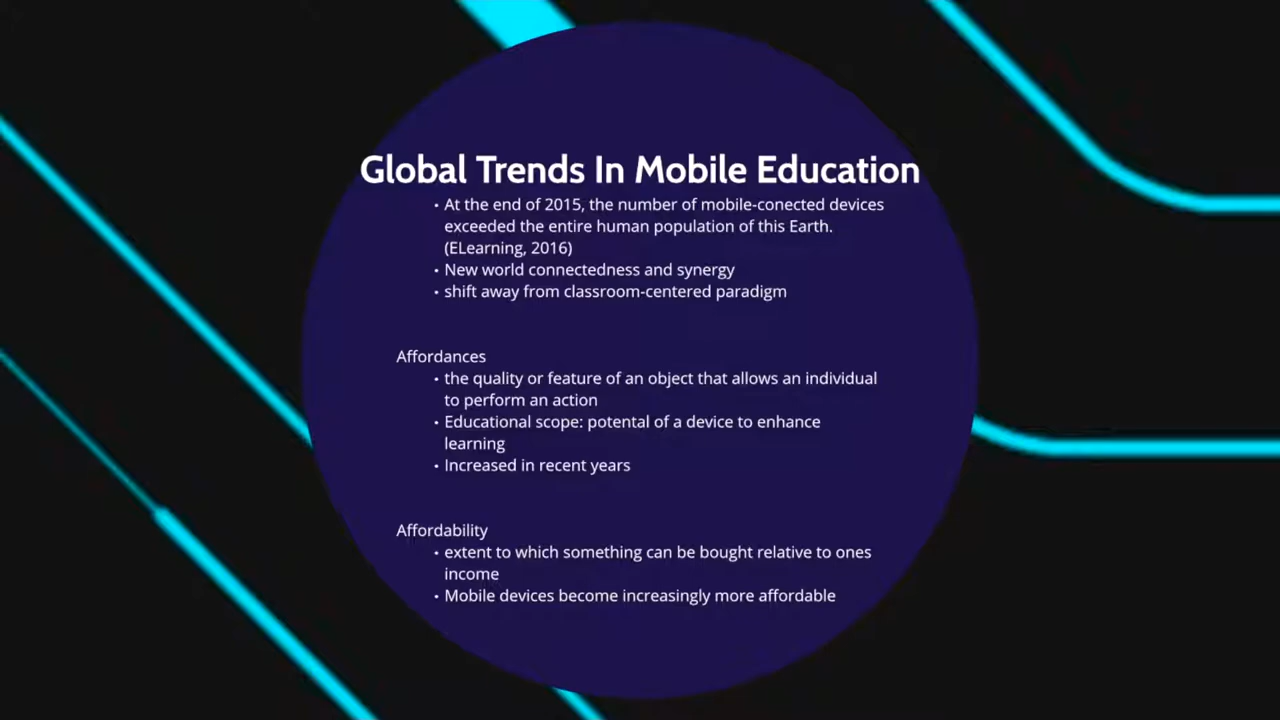 Global Trends In Mobile Education
• At the end of 2015, the number of mobile-conected devices
exceeded the entire human population of this Earth.
(ELearning, 2016)
• New world connectedness and synergy
• shift away from classroom-centered paradigm
Affordances
• the quality or feature of an object that allows an individual
to perform an action
• Educational scope: potental of a device to enhance
learning
• Increased in recent years
Affordability
• extent to which something can be bought relative to ones
income
• Mobile devices become increasingly more affordable